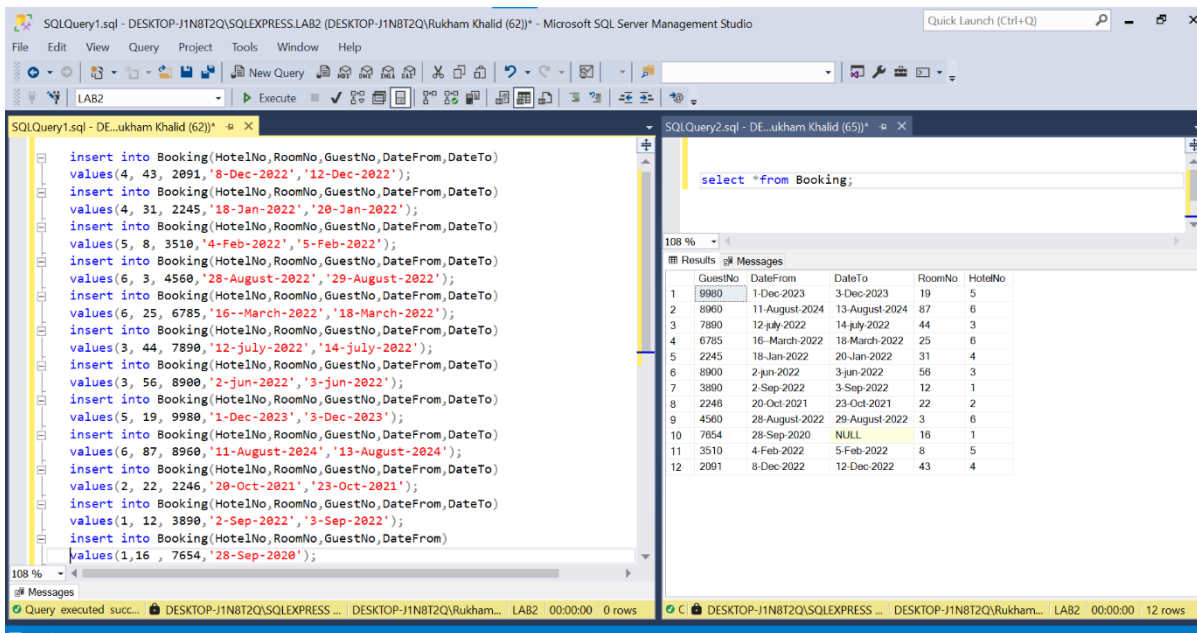 SQLQuery1.sql - DESKTOP-J1N8T2Q\SQLEXPRESS.LAB2 (DESKTOP-J1N8T2Q\Rukham Khalid (62))* - Microsoft SQL Server Management Studio
Quick Launch (Ctrl+Q)
File Edit View Query Project Tools Window Help
New Query MDX DMX XMLA DAX
LAB2 Execute
SQLQuery1.sql - DE...ukham Khalid (62))*
insert into Booking(HotelNo,RoomNo,GuestNo,DateFrom,DateTo)
values(4, 43, 2091,'8-Dec-2022','12-Dec-2022');
insert into Booking(HotelNo,RoomNo,GuestNo,DateFrom,DateTo)
values(4, 31, 2245,'18-Jan-2022','20-Jan-2022');
insert into Booking(HotelNo,RoomNo,GuestNo,DateFrom,DateTo)
values(5, 8, 3510,'4-Feb-2022','5-Feb-2022');
insert into Booking(HotelNo,RoomNo,GuestNo,DateFrom,DateTo)
values(6, 3, 4560,'28-August-2022','29-August-2022');
insert into Booking(HotelNo,RoomNo,GuestNo,DateFrom,DateTo)
values(6, 25, 6785,'16--March-2022','18-March-2022');
insert into Booking(HotelNo,RoomNo,GuestNo,DateFrom,DateTo)
values(3, 44, 7890,'12-july-2022','14-july-2022');
insert into Booking(HotelNo,RoomNo,GuestNo,DateFrom,DateTo)
values(3, 56, 8900,'2-jun-2022','3-jun-2022');
insert into Booking(HotelNo,RoomNo,GuestNo,DateFrom,DateTo)
values(5, 19, 9980,'1-Dec-2023','3-Dec-2023');
insert into Booking(HotelNo,RoomNo,GuestNo,DateFrom,DateTo)
values(6, 87, 8960,'11-August-2024','13-August-2024');
insert into Booking(HotelNo,RoomNo,GuestNo,DateFrom,DateTo)
values(2, 22, 2246,'20-Oct-2021','23-Oct-2021');
insert into Booking(HotelNo,RoomNo,GuestNo,DateFrom,DateTo)
values(1, 12, 3890,'2-Sep-2022','3-Sep-2022');
insert into Booking(HotelNo,RoomNo,GuestNo,DateFrom)
values(1,16 , 7654,'28-Sep-2020');
108 %
Messages
Query executed succ... DESKTOP-J1N8T2Q\SQLEXPRESS ... DESKTOP-J1N8T2Q\Rukham... LAB2 00:00:00 0 rows
SQLQuery2.sql - DE...ukham Khalid (65))*
select *from Booking;
108 %
Results Messages
GuestNo DateFrom DateTo RoomNo HotelNo
1 9980 1-Dec-2023 3-Dec-2023 19 5
2 8960 11-August-2024 13-August-2024 87 6
3 7890 12-july-2022 14-july-2022 44 3
4 6785 16--March-2022 18-March-2022 25 6
5 2245 18-Jan-2022 20-Jan-2022 31 4
6 8900 2-jun-2022 3-jun-2022 56 3
7 3890 2-Sep-2022 3-Sep-2022 12 1
8 2246 20-Oct-2021 23-Oct-2021 22 2
9 4560 28-August-2022 29-August-2022 3 6
10 7654 28-Sep-2020 NULL 16 1
11 3510 4-Feb-2022 5-Feb-2022 8 5
12 2091 8-Dec-2022 12-Dec-2022 43 4
C DESKTOP-J1N8T2Q\SQLEXPRESS ... DESKTOP-J1N8T2Q\Rukham... LAB2 00:00:00 12 rows